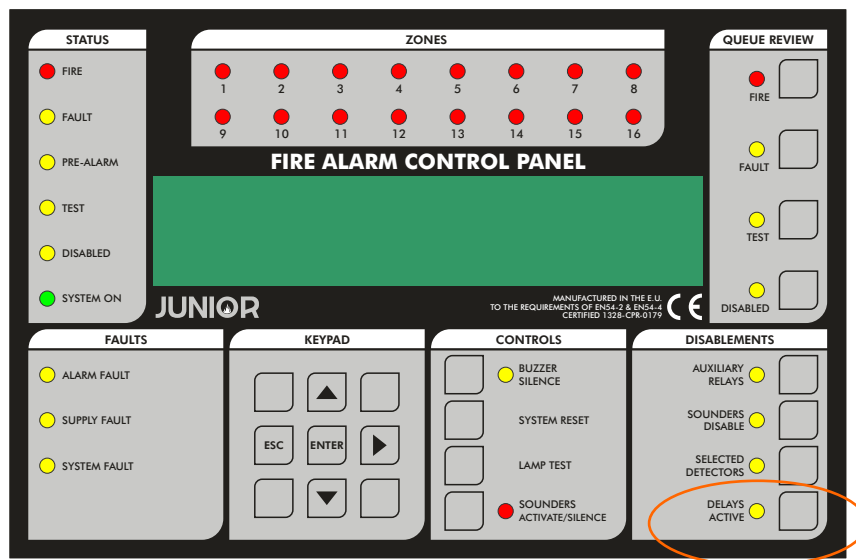 STATUS
FIRE
FAULT
PRE-ALARM
TEST
DISABLED
SYSTEM ON
ZONES
1 2 3 4 5 6 7 8
9 10 11 12 13 14 15 16
FIRE ALARM CONTROL PANEL
JUNIOR
MANUFACTURED IN THE E.U.
TO THE REQUIREMENTS OF EN54-2 & EN54-4
CERTIFIED 1328-CPR-0179
CE
QUEUE REVIEW
FIRE
FAULT
TEST
DISABLED
FAULTS
ALARM FAULT
SUPPLY FAULT
SYSTEM FAULT
KEYPAD
ESC ENTER
CONTROLS
BUZZER
SILENCE
SYSTEM RESET
LAMP TEST
SOUNDERS
ACTIVATE/SILENCE
DISABLEMENTS
AUXILIARY
RELAYS
SOUNDERS
DISABLE
SELECTED
DETECTORS
DELAYS
ACTIVE